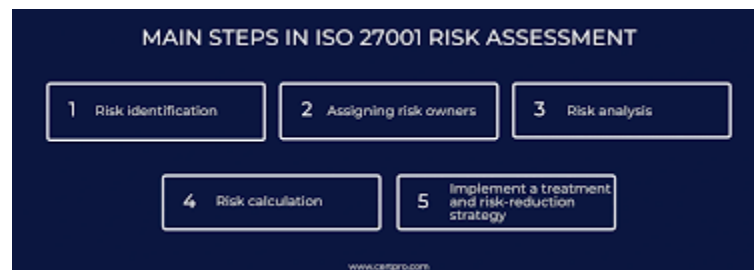 MAIN STEPS IN ISO 27001 RISK ASSESSMENT
1 Risk identification
2 Assigning risk owners
3 Risk analysis
4 Risk calculation
5 Implement a treatment
and risk-reduction
strategy
www.certpro.com